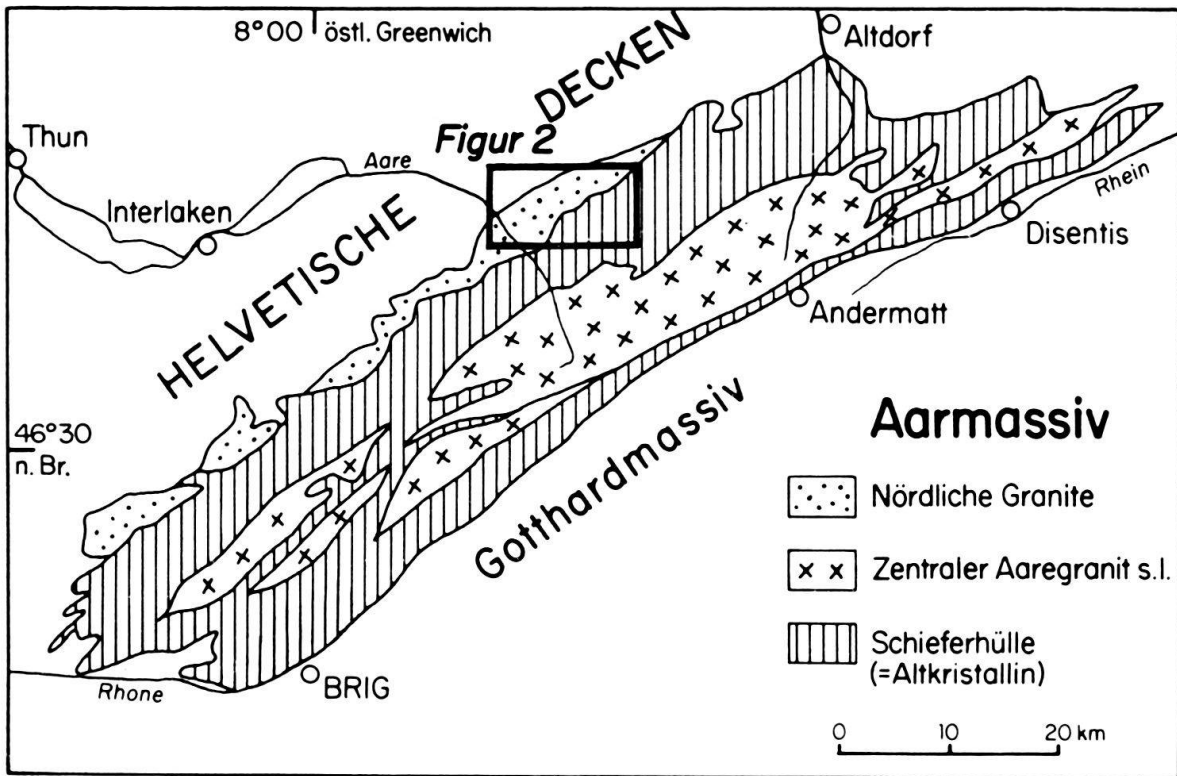 8°00 östl. Greenwich
Altdorf
DECKEN
Thun
Figur 2
Aare
Rhein
Interlaken
HELVETISCHE
Disentis
Andermatt
Aarmassiv
46°30
n. Br.
Gotthardmassiv
Nördliche Granite
Zentraler Aaregranit s.l.
Schieferhülle
(=Altkristallin)
Rhone
BRIG
0 10 20 km